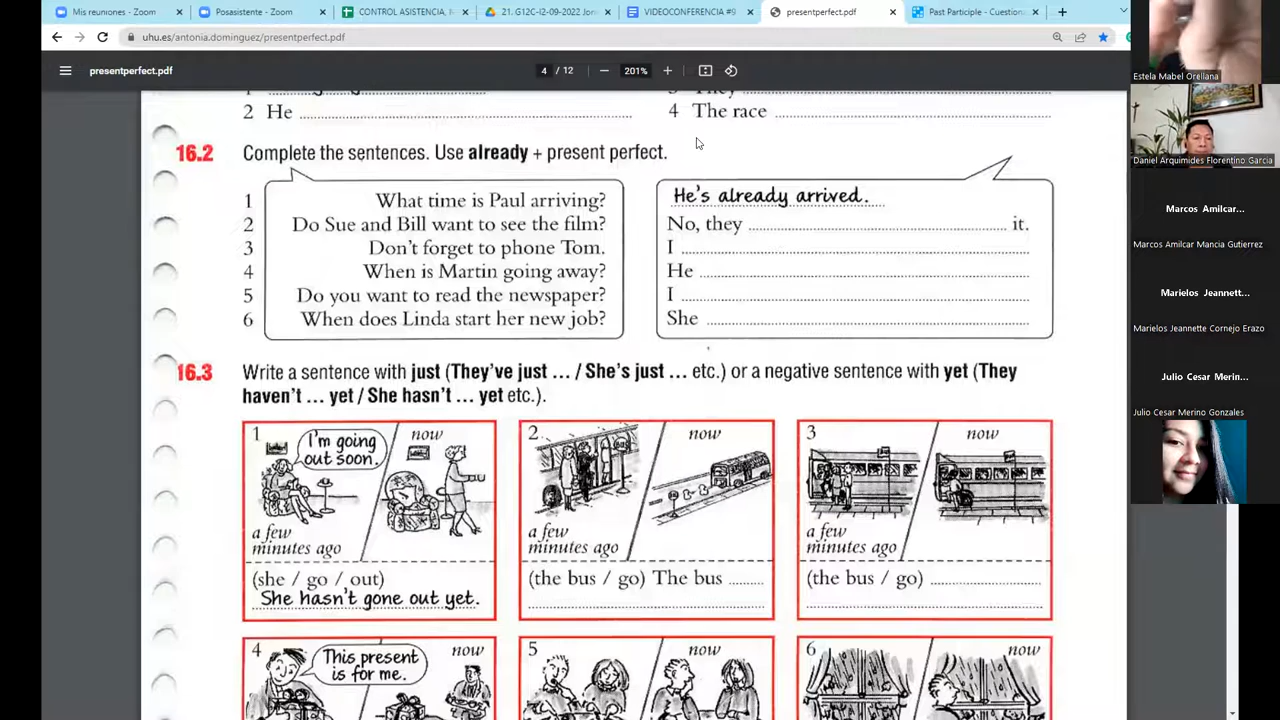 Mis reuniones - Zoom
Posasistente - Zoom
CONTROL ASISTENCIA, F
21. G12C-I2-09-2022 Jor
VIDEOCONFERENCIA #9
presentperfect.pdf
Past Participle - Cuestiona
uhu.es/antonia.dominguez/presentperfect.pdf
presentperfect.pdf
4 / 12
201%
2 He
4 The race
16.2 Complete the sentences. Use already + present perfect.
1 What time is Paul arriving?
He's already arrived.
2 Do Sue and Bill want to see the film?
No, they it.
3 Don't forget to phone Tom.
I
4 When is Martin going away?
He
5 Do you want to read the newspaper?
I
6 When does Linda start her new job?
She
16.3 Write a sentence with just (They've just ... / She's just ... etc.) or a negative sentence with yet (They
haven't ... yet / She hasn't ... yet etc.).
1
I'm going
out soon.
now
a few
minutes ago
(she / go / out)
She hasn't gone out yet.
2
now
a few
minutes ago
(the bus / go) The bus
3
now
a few
minutes ago
(the bus / go)
4
This present
is for me.
now
5
now
6
now
Estela Mabel Orellana
Daniel Arquimides Florentino Garcia
Marcos Amilcar...
Marcos Amilcar Mancia Gutierrez
Marielos Jeannett...
Marielos Jeannette Cornejo Erazo
Julio Cesar Merin...
Julio Cesar Merino Gonzales